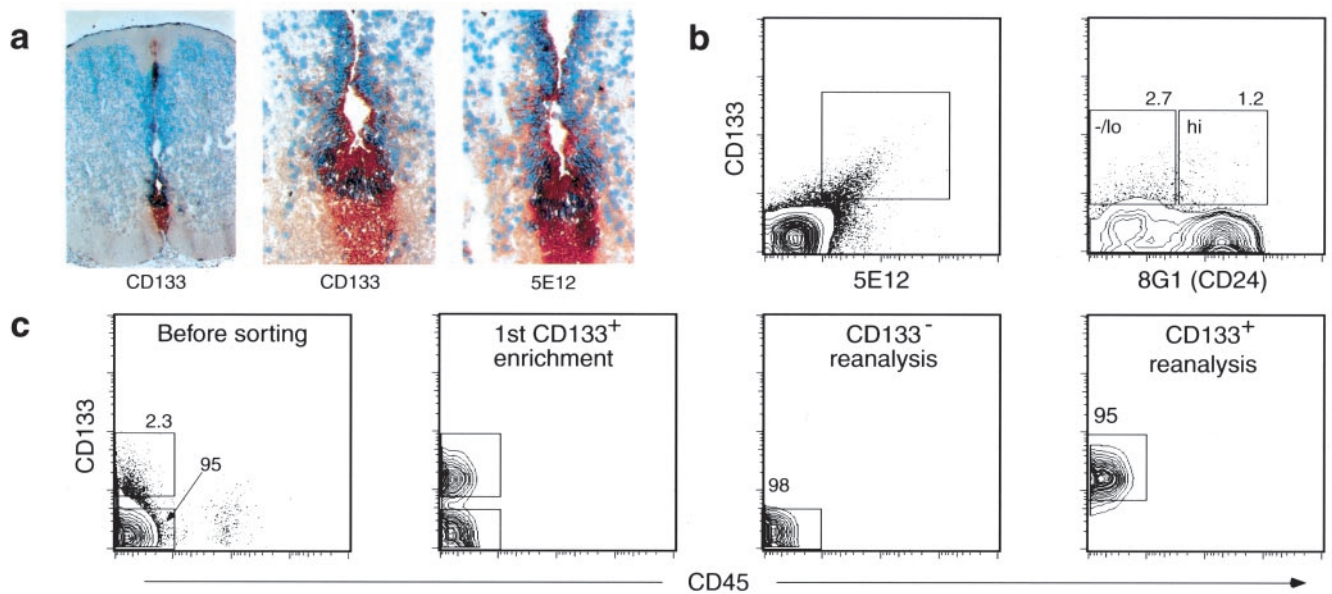 a
CD133
CD133
5E12
b
CD133
5E12
2.7
1.2
-/lo
hi
8G1 (CD24)
c
CD133
Before sorting
2.3
95
1st CD133+
enrichment
CD133-
reanalysis
98
CD133+
reanalysis
95
CD45